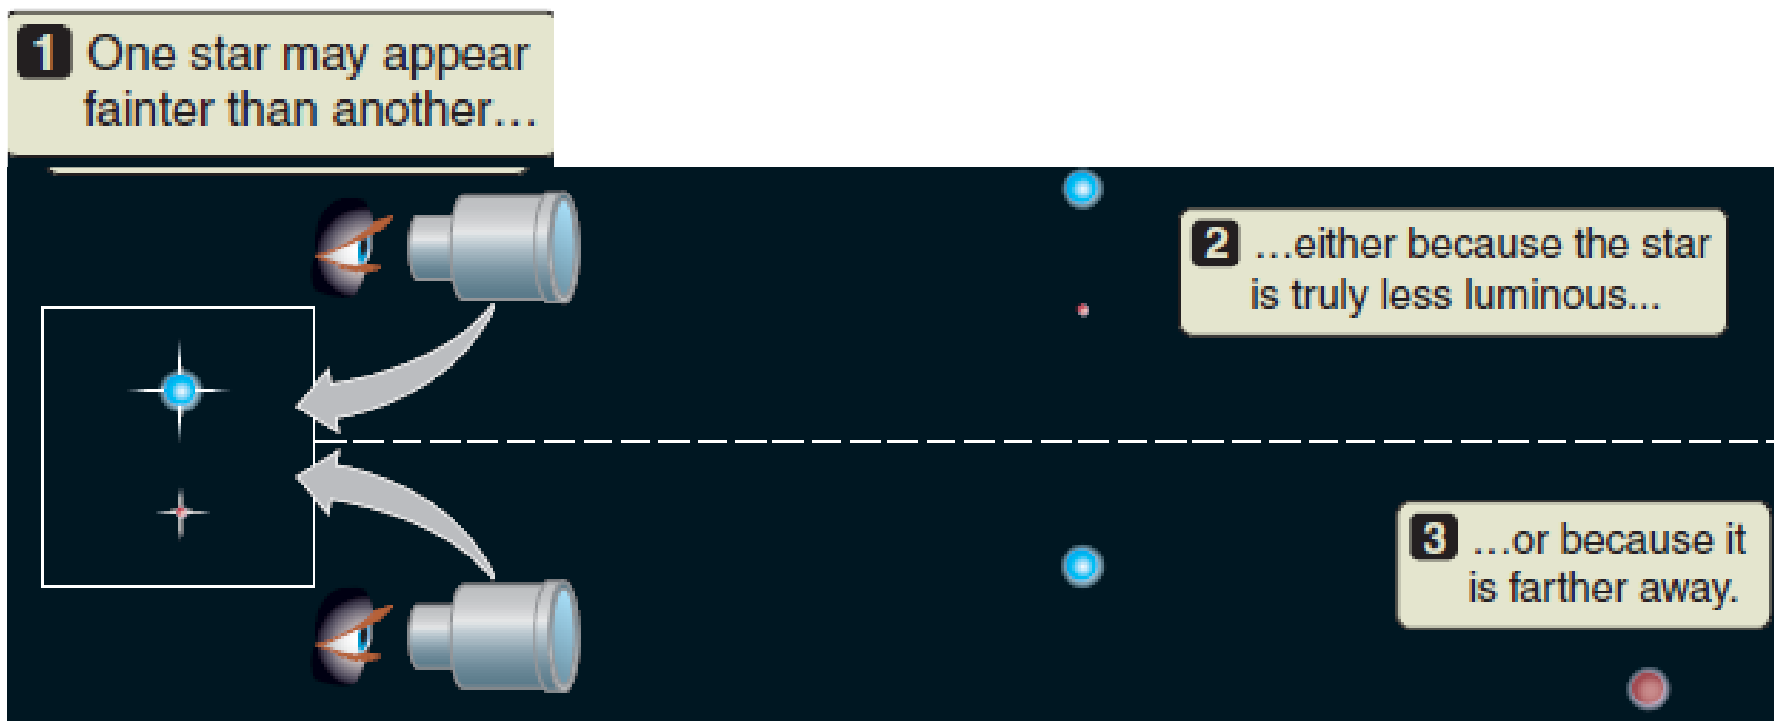 1 One star may appear
fainter than another...
2 ...either because the star
is truly less luminous...
3 ...or because it
is farther away.